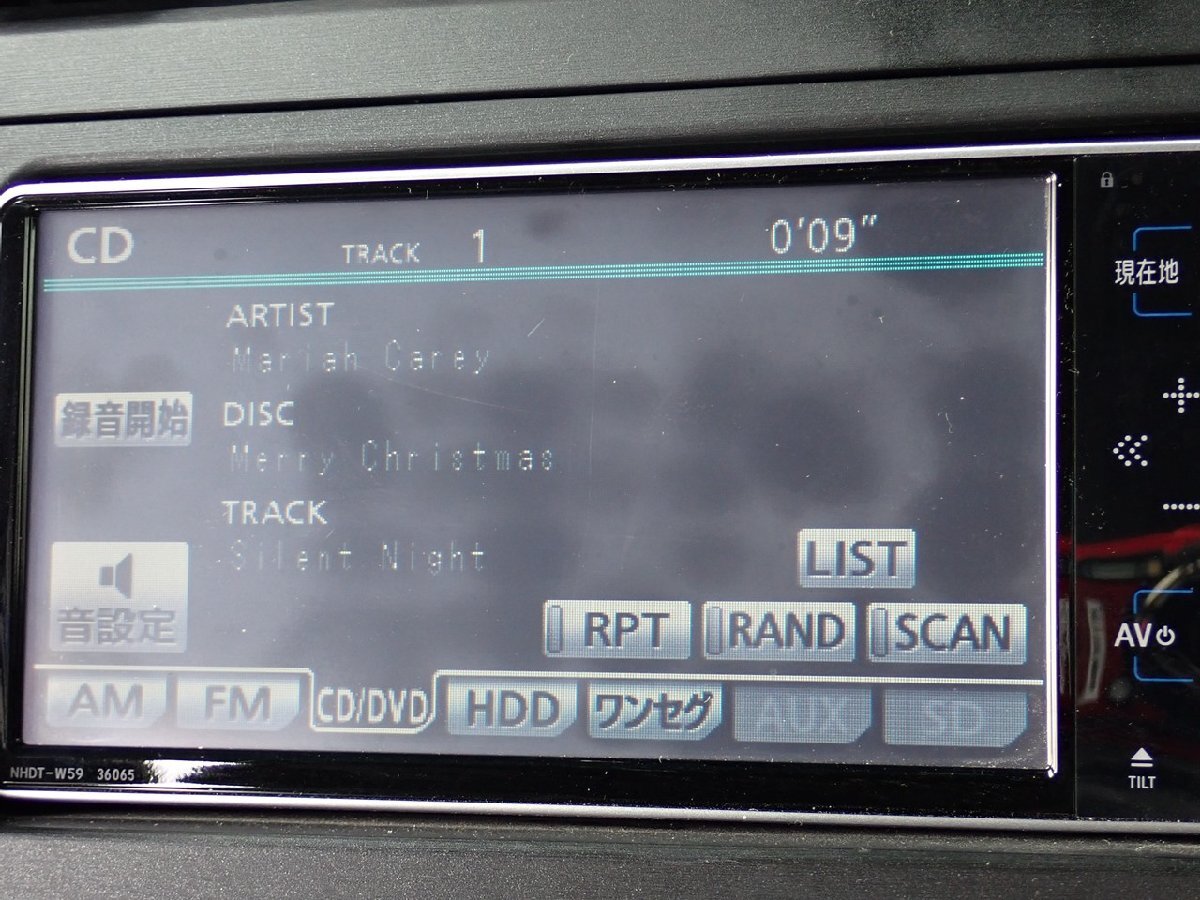 CD TRACK 1 0'09"
現在地
ARTIST
Mariah Carey
録音開始
DISC
Merry Christmas
TRACK
Silent Night
LIST
音設定
RPT RAND SCAN
AV
AM FM CD/DVD HDD ワンセグ AUX SD
NHDT-W59 36065
TILT